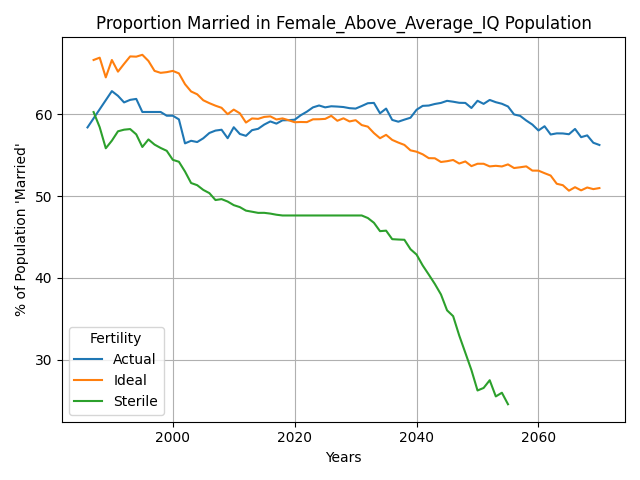 Proportion Married in Female_Above_Average_IQ Population
% of Population 'Married'
60
50
40
30
Fertility
Actual
Ideal
Sterile
2000
2020
2040
2060
Years